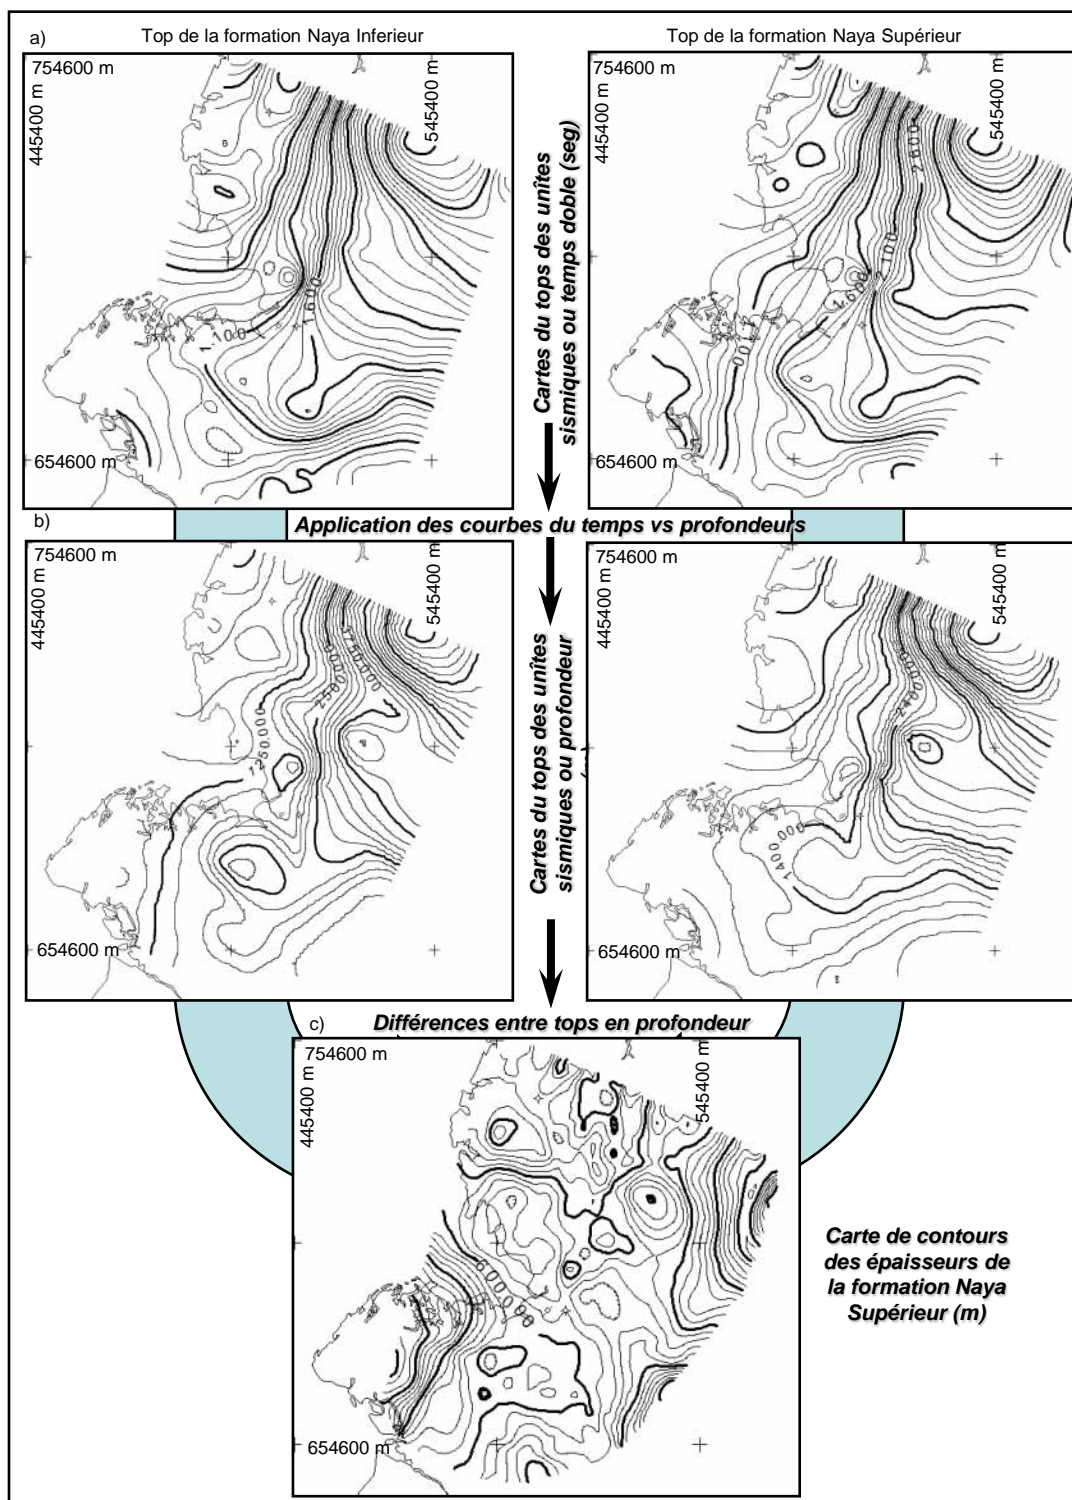 a)
Top de la formation Naya Inferieur
Top de la formation Naya Supérieur
754600 m
445400 m
545400 m
654600 m
1.100
1.600
Cartes du tops des unîtes
sismiques ou temps doble (seg)
754600 m
445400 m
545400 m
654600 m
2.600
2.100
1.600
b)
Application des courbes du temps vs profondeurs
754600 m
445400 m
545400 m
654600 m
1250.000
Cartes du tops des unîtes
sismiques ou profondeur
754600 m
445400 m
545400 m
654600 m
1400.000
c)
Différences entre tops en profondeur
754600 m
445400 m
545400 m
654600 m
Carte de contours
des épaisseurs de
la formation Naya
Supérieur (m)